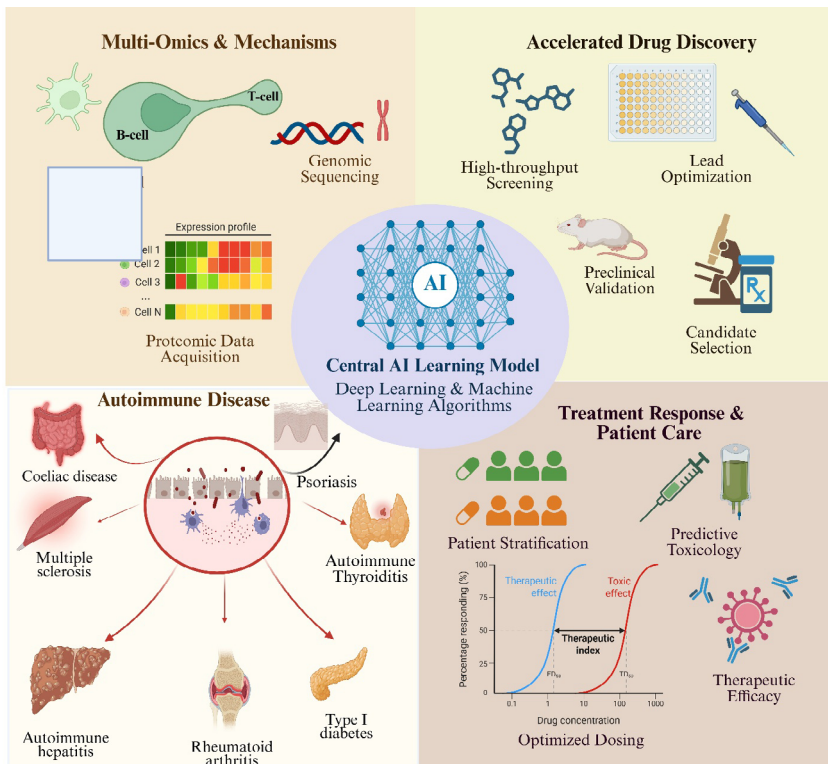 Multi-Omics & Mechanisms
T-cell
B-cell
Genomic
Sequencing
Expression profile
Cell 2
Cell 3
...
Cell N
Acquisition
Accelerated Drug Discovery
High-throughput
Screening
Lead
Optimization
Preclinical
Validation
Rx
Candidate
Selection
AI
Central AI Learning Model
Deep Learning & Machine
Learning Algorithms
Autoimmune Disease
Coeliac disease
Psoriasis
Multiple
sclerosis
Autoimmune
Thyroiditis
Autoimmune
hepatitis
Rheumatoid
arthritis
Type I
diabetes
Treatment Response &
Patient Care
Patient Stratification
Predictive
Toxicology
Percentage responding (%)
100
75
50
25
0
Therapeutic
effect
Toxic
effect
Therapeutic
index
0.1 1 10 100 1000
Drug concentration
Optimized Dosing
Therapeutic
Efficacy